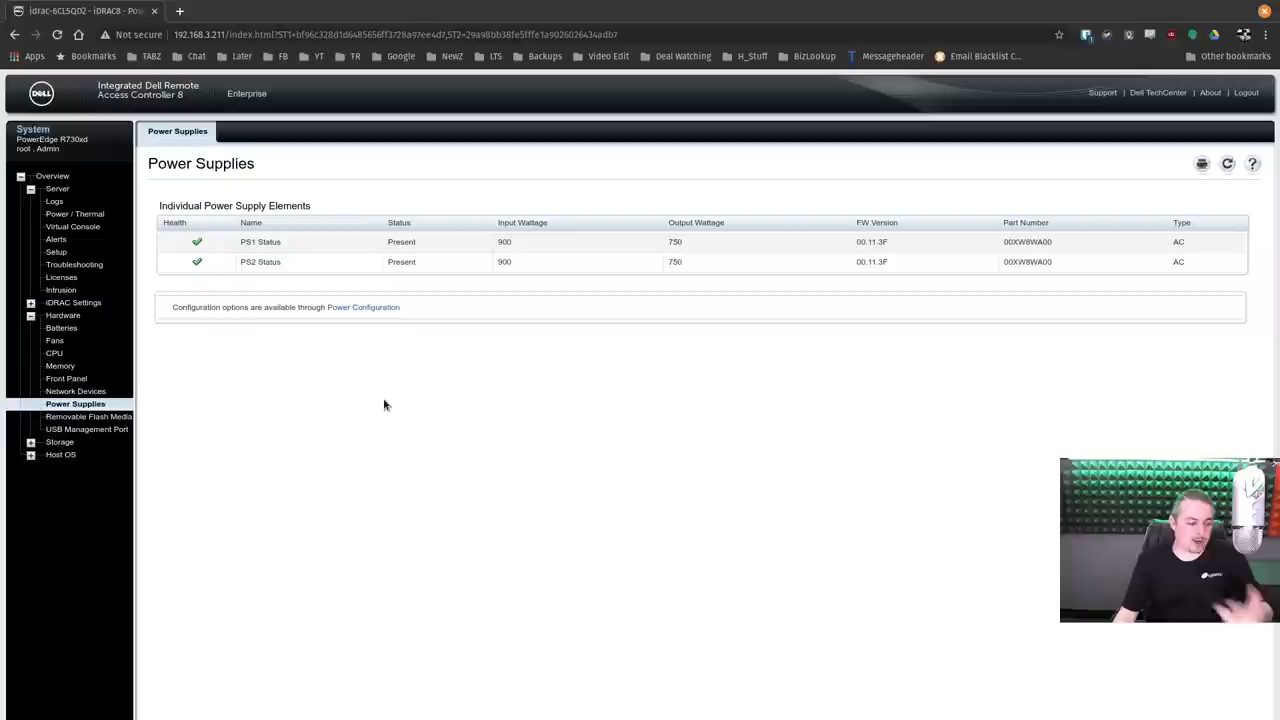 idrac-6CL5QD2 - iDRAC8 - Pow
Not secure | 192.168.3.211/index.html?ST1=bf96c328d1d6485656ff3728a97ee4d7,ST2=29a98bb38fe5fffe1a9026026434adb7
Apps Bookmarks TABZ Chat Later FB YT TR Google NewZ LTS Backups Video Edit Deal Watching H_Stuff BizLookup Messageheader Email Blacklist C... Other bookmarks
DELL
Integrated Dell Remote
Access Controller 8
Enterprise
Support | Dell TechCenter | About | Logout
System
PowerEdge R730xd
root , Admin
Overview
Server
Logs
Power / Thermal
Virtual Console
Alerts
Setup
Troubleshooting
Licenses
Intrusion
iDRAC Settings
Hardware
Batteries
Fans
CPU
Memory
Front Panel
Network Devices
Power Supplies
Removable Flash Media
USB Management Port
Storage
Host OS
Power Supplies
Power Supplies
Individual Power Supply Elements
Health Name Status Input Wattage Output Wattage FW Version Part Number Type
PS1 Status Present 900 750 00.11.3F 00XW8WA00 AC
PS2 Status Present 900 750 00.11.3F 00XW8WA00 AC
Configuration options are available through Power Configuration